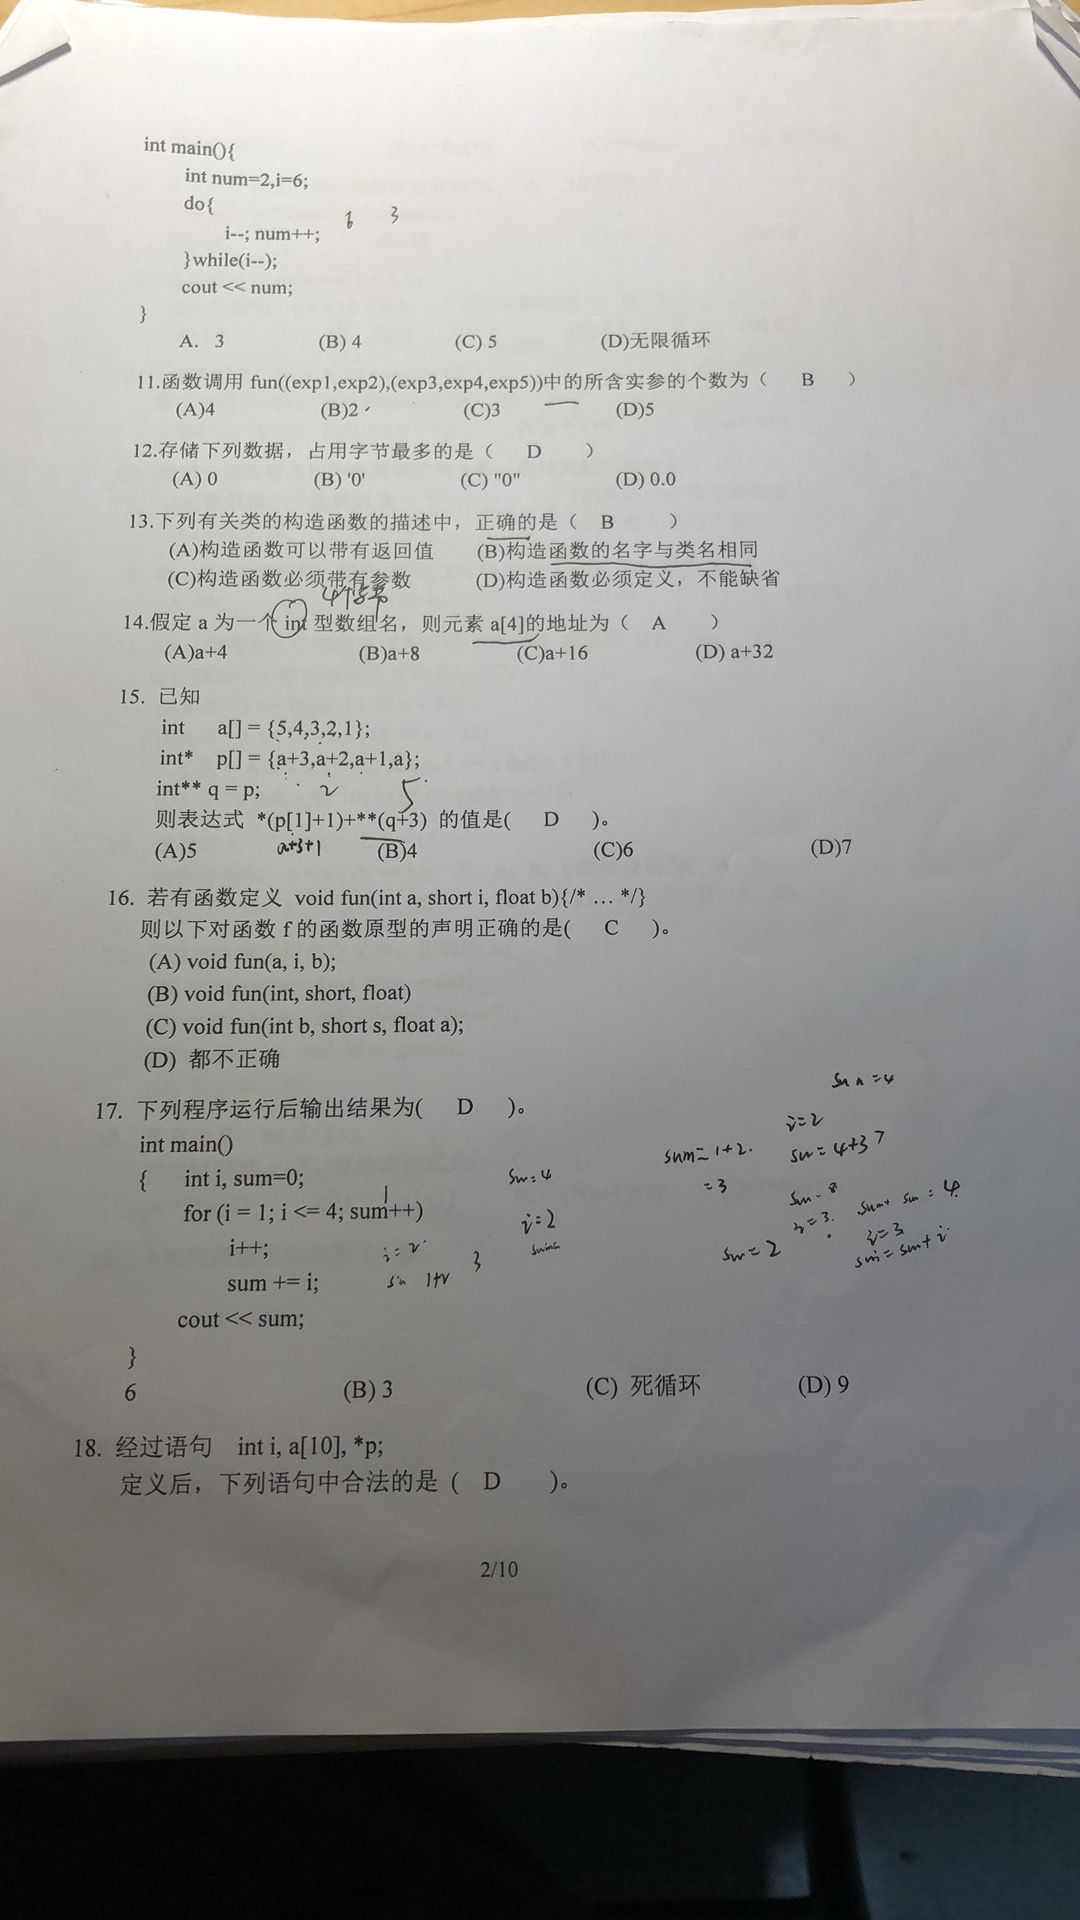 int main(){
int num=2,i=6;
do{
i--; num++; 6 3
}while(i--);
cout << num;
}
A. 3 (B) 4 (C) 5 (D)无限循环
11.函数调用 fun((exp1,exp2),(exp3,exp4,exp5))中的所含实参的个数为（ B ）
(A)4 (B)2 (C)3 (D)5
12.存储下列数据，占用字节最多的是（ D ）
(A) 0 (B) '0' (C) "0" (D) 0.0
13.下列有关类的构造函数的描述中，正确的是（ B ）
(A)构造函数可以带有返回值 (B)构造函数的名字与类名相同
(C)构造函数必须带有参数 (D)构造函数必须定义，不能缺省
4个字节
14.假定 a 为一个 int 型数组名，则元素 a[4]的地址为（ A ）
(A)a+4 (B)a+8 (C)a+16 (D) a+32
15. 已知
int a[] = {5,4,3,2,1};
int* p[] = {a+3,a+2,a+1,a};
int** q = p; 2 5
则表达式 *(p[1]+1)+**(q+3) 的值是( D )。
a+3+1
(A)5 (B)4 (C)6 (D)7
16. 若有函数定义 void fun(int a, short i, float b){/* … */}
则以下对函数 f 的函数原型的声明正确的是( C )。
(A) void fun(a, i, b);
(B) void fun(int, short, float)
(C) void fun(int b, short s, float a);
(D) 都不正确
sum=4
17. 下列程序运行后输出结果为( D )。
i=2
int main()
sum=1+2. sum=4+3 7
{ int i, sum=0; sum=4 =3
1
for (i = 1; i <= 4; sum++) i=2 i=3.
i++; i=2 3 sum=2 i=3
sum += i; 1+2 sum=sum+i
cout << sum;
}
6 (B) 3 (C) 死循环 (D) 9
18. 经过语句 int i, a[10], *p;
定义后，下列语句中合法的是（ D ）。
2/10